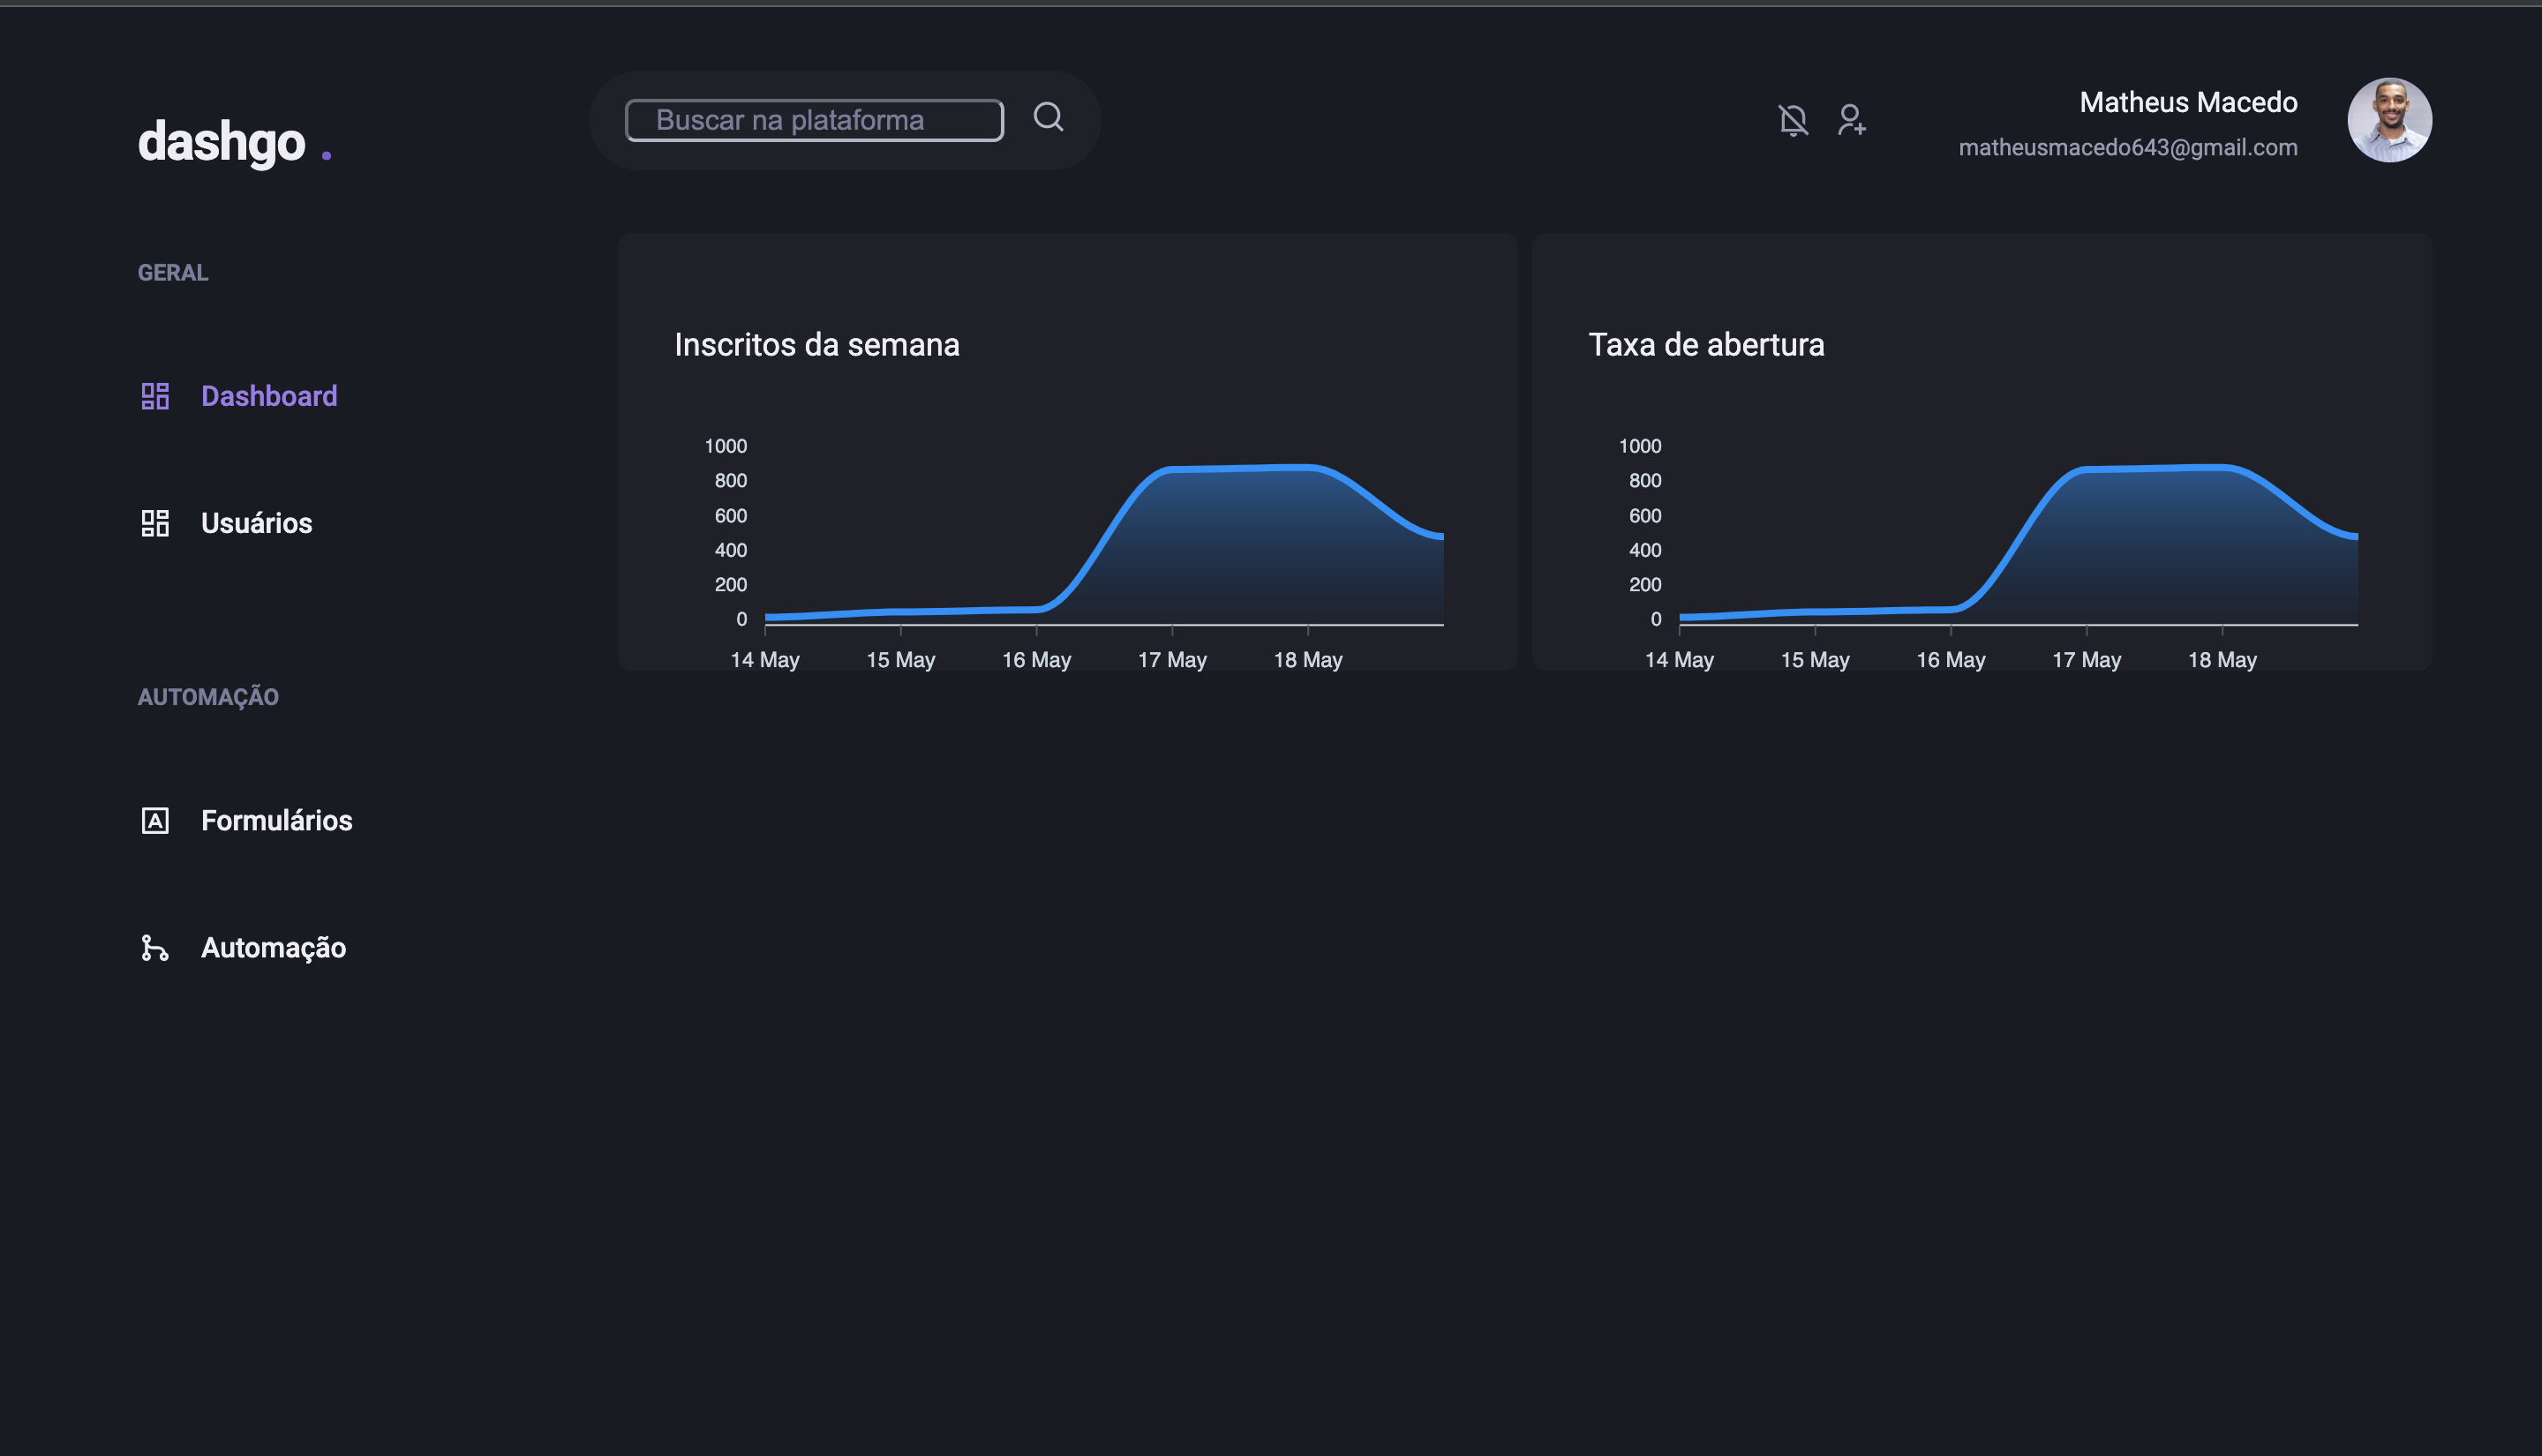 dashgo .
Buscar na plataforma
Matheus Macedo
matheusmacedo643@gmail.com
GERAL
Dashboard
Usuários
AUTOMAÇÃO
Formulários
Automação
Inscritos da semana
1000
800
600
400
200
0
14 May 15 May 16 May 17 May 18 May
Taxa de abertura
1000
800
600
400
200
0
14 May 15 May 16 May 17 May 18 May